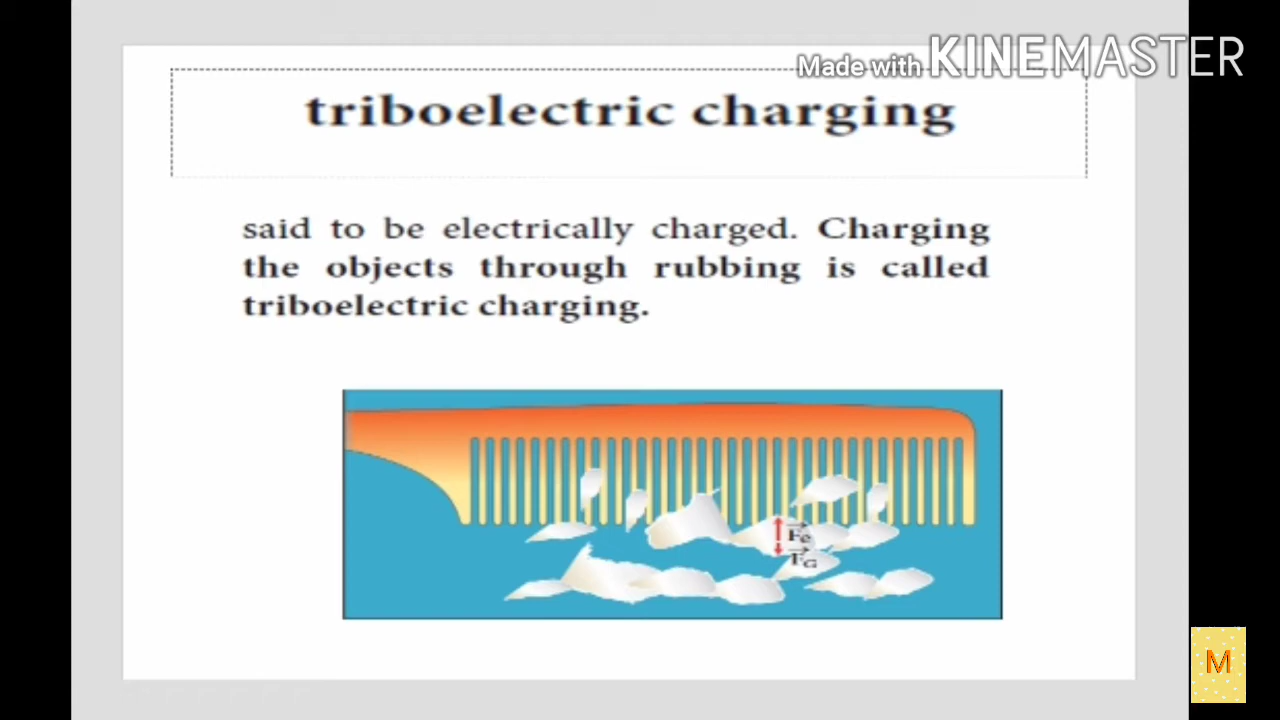 Made with KINEMASTER
triboelectric charging
said to be electrically charged. Charging
the objects through rubbing is called
triboelectric charging.
Fe
FG
M